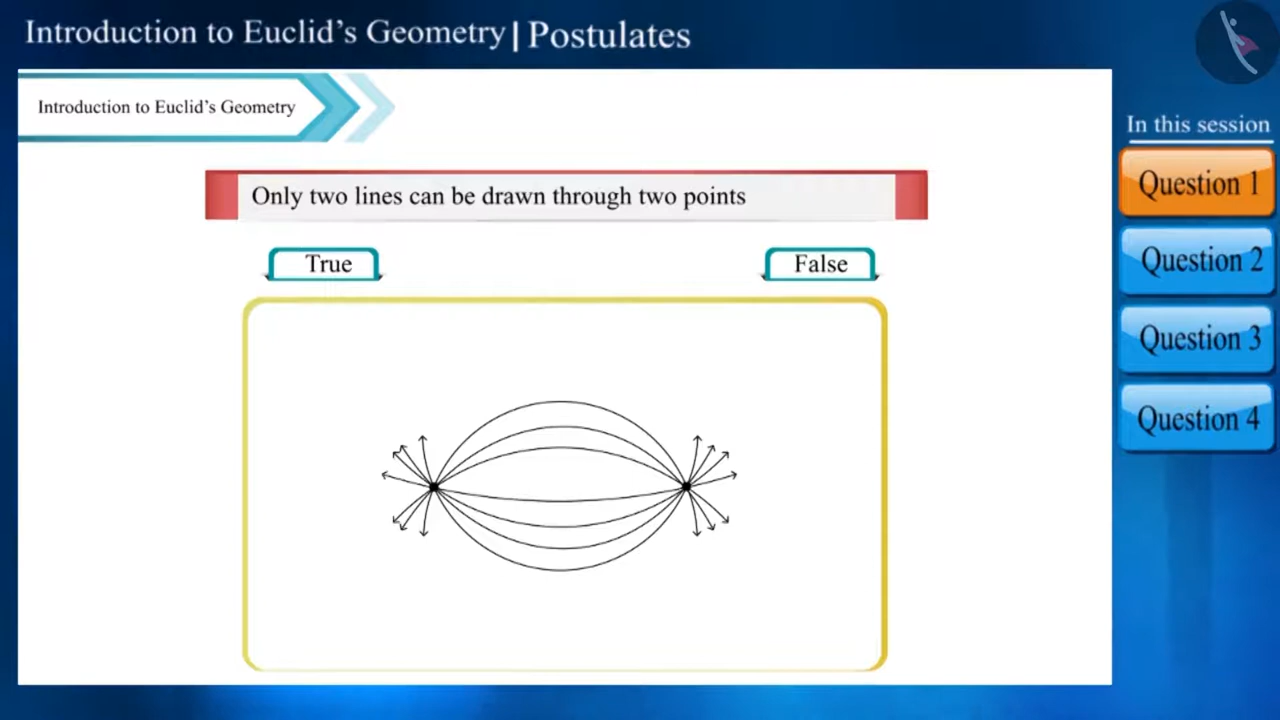 Introduction to Euclid's Geometry | Postulates
Introduction to Euclid's Geometry
In this session
Only two lines can be drawn through two points
True
False
Question 1
Question 2
Question 3
Question 4